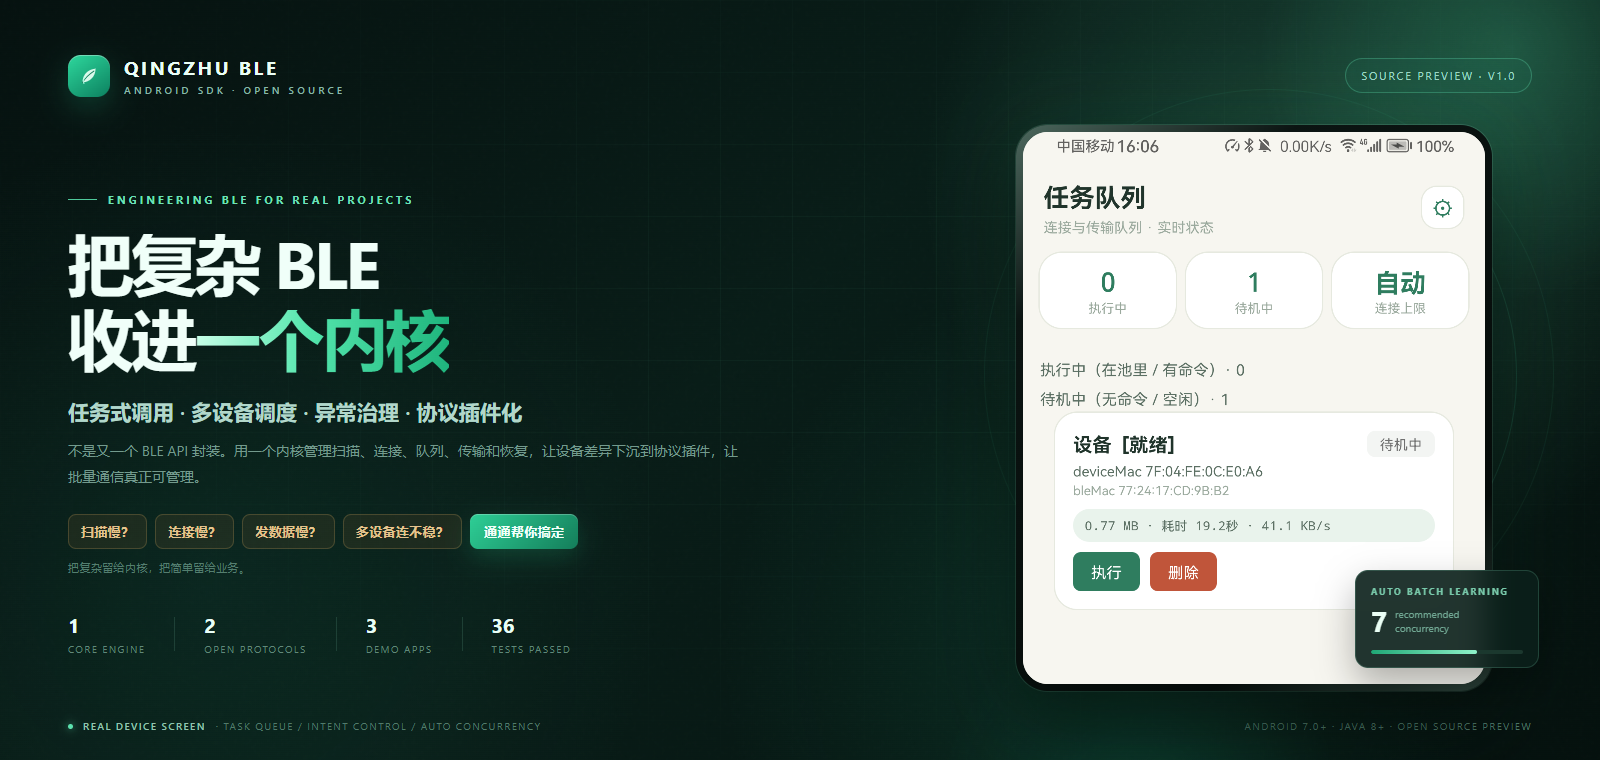 QINGZHU BLE
ANDROID SDK · OPEN SOURCE
SOURCE PREVIEW · V1.0
ENGINEERING BLE FOR REAL PROJECTS
把复杂 BLE
收进一个内核
任务式调用 · 多设备调度 · 异常治理 · 协议插件化
不是又一个 BLE API 封装。用一个内核管理扫描、连接、队列、传输和恢复，让设备差异下沉到协议插件，让
批量通信真正可管理。
扫描慢? 连接慢? 发数据慢? 多设备连不稳? 通通帮你搞定
把复杂留给内核，把简单留给业务。
1 2 3 36
CORE ENGINE OPEN PROTOCOLS DEMO APPS TESTS PASSED
REAL DEVICE SCREEN · TASK QUEUE / INTENT CONTROL / AUTO CONCURRENCY
中国移动 16:06 0.00K/s 4G 100%
任务队列
连接与传输队列 · 实时状态
0 1 自动
执行中 待机中 连接上限
执行中（在池里 / 有命令）· 0
待机中（无命令 / 空闲）· 1
设备 [就绪] 待机中
deviceMac 7F:04:FE:0C:E0:A6
bleMac 77:24:17:CD:9B:B2
0.77 MB · 耗时 19.2秒 · 41.1 KB/s
执行 删除
AUTO BATCH LEARNING
7 recommended
concurrency
ANDROID 7.0+ · JAVA 8+ · OPEN SOURCE PREVIEW